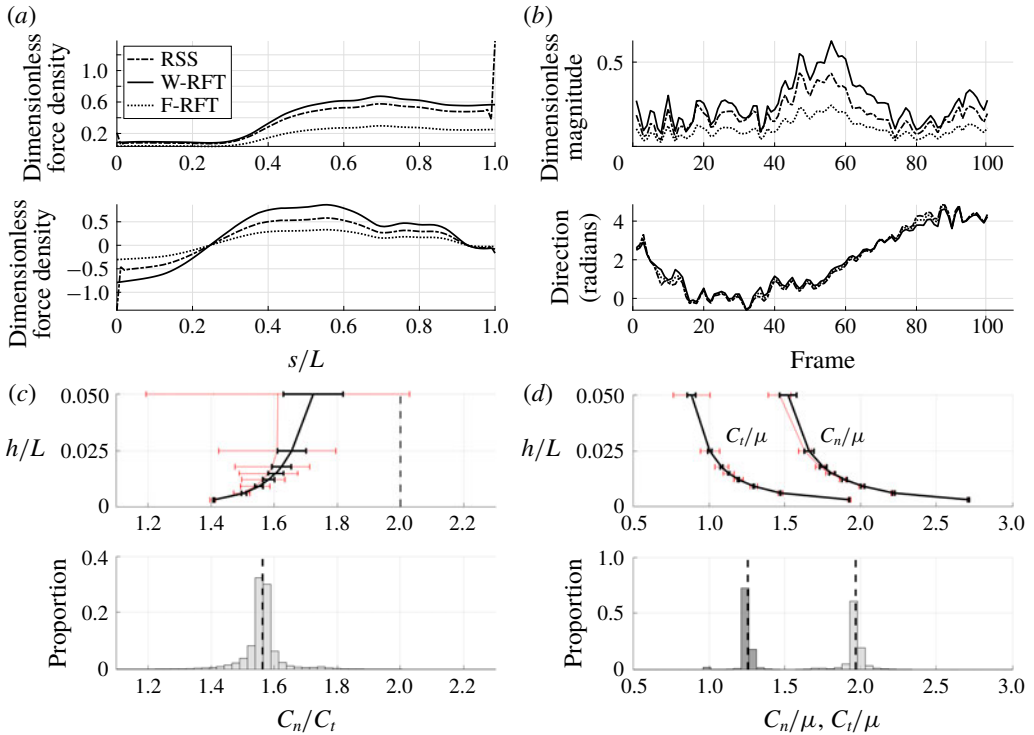 (a)
Dimensionless
force density
1.2
0.6
0.2
RSS
W-RFT
F-RFT
0
0.2
0.4
0.6
0.8
1.0
Dimensionless
force density
0.5
0
−0.5
−1.0
0
0.2
0.4
0.6
0.8
1.0
s/L
(b)
Dimensionless
magnitude
0.5
0
20
40
60
80
100
Direction
(radians)
4
2
0
0
20
40
60
80
100
Frame
(c)
h/L
0.050
0.025
0
1.2
1.4
1.6
1.8
2.0
2.2
Proportion
0.4
0.2
0
1.2
1.4
1.6
1.8
2.0
2.2
C_n/C_t
(d)
0.050
0.025
0
C_t/μ
C_n/μ
0.5
1.0
1.5
2.0
2.5
3.0
Proportion
1.0
0.5
0
0.5
1.0
1.5
2.0
2.5
3.0
C_n/μ, C_t/μ